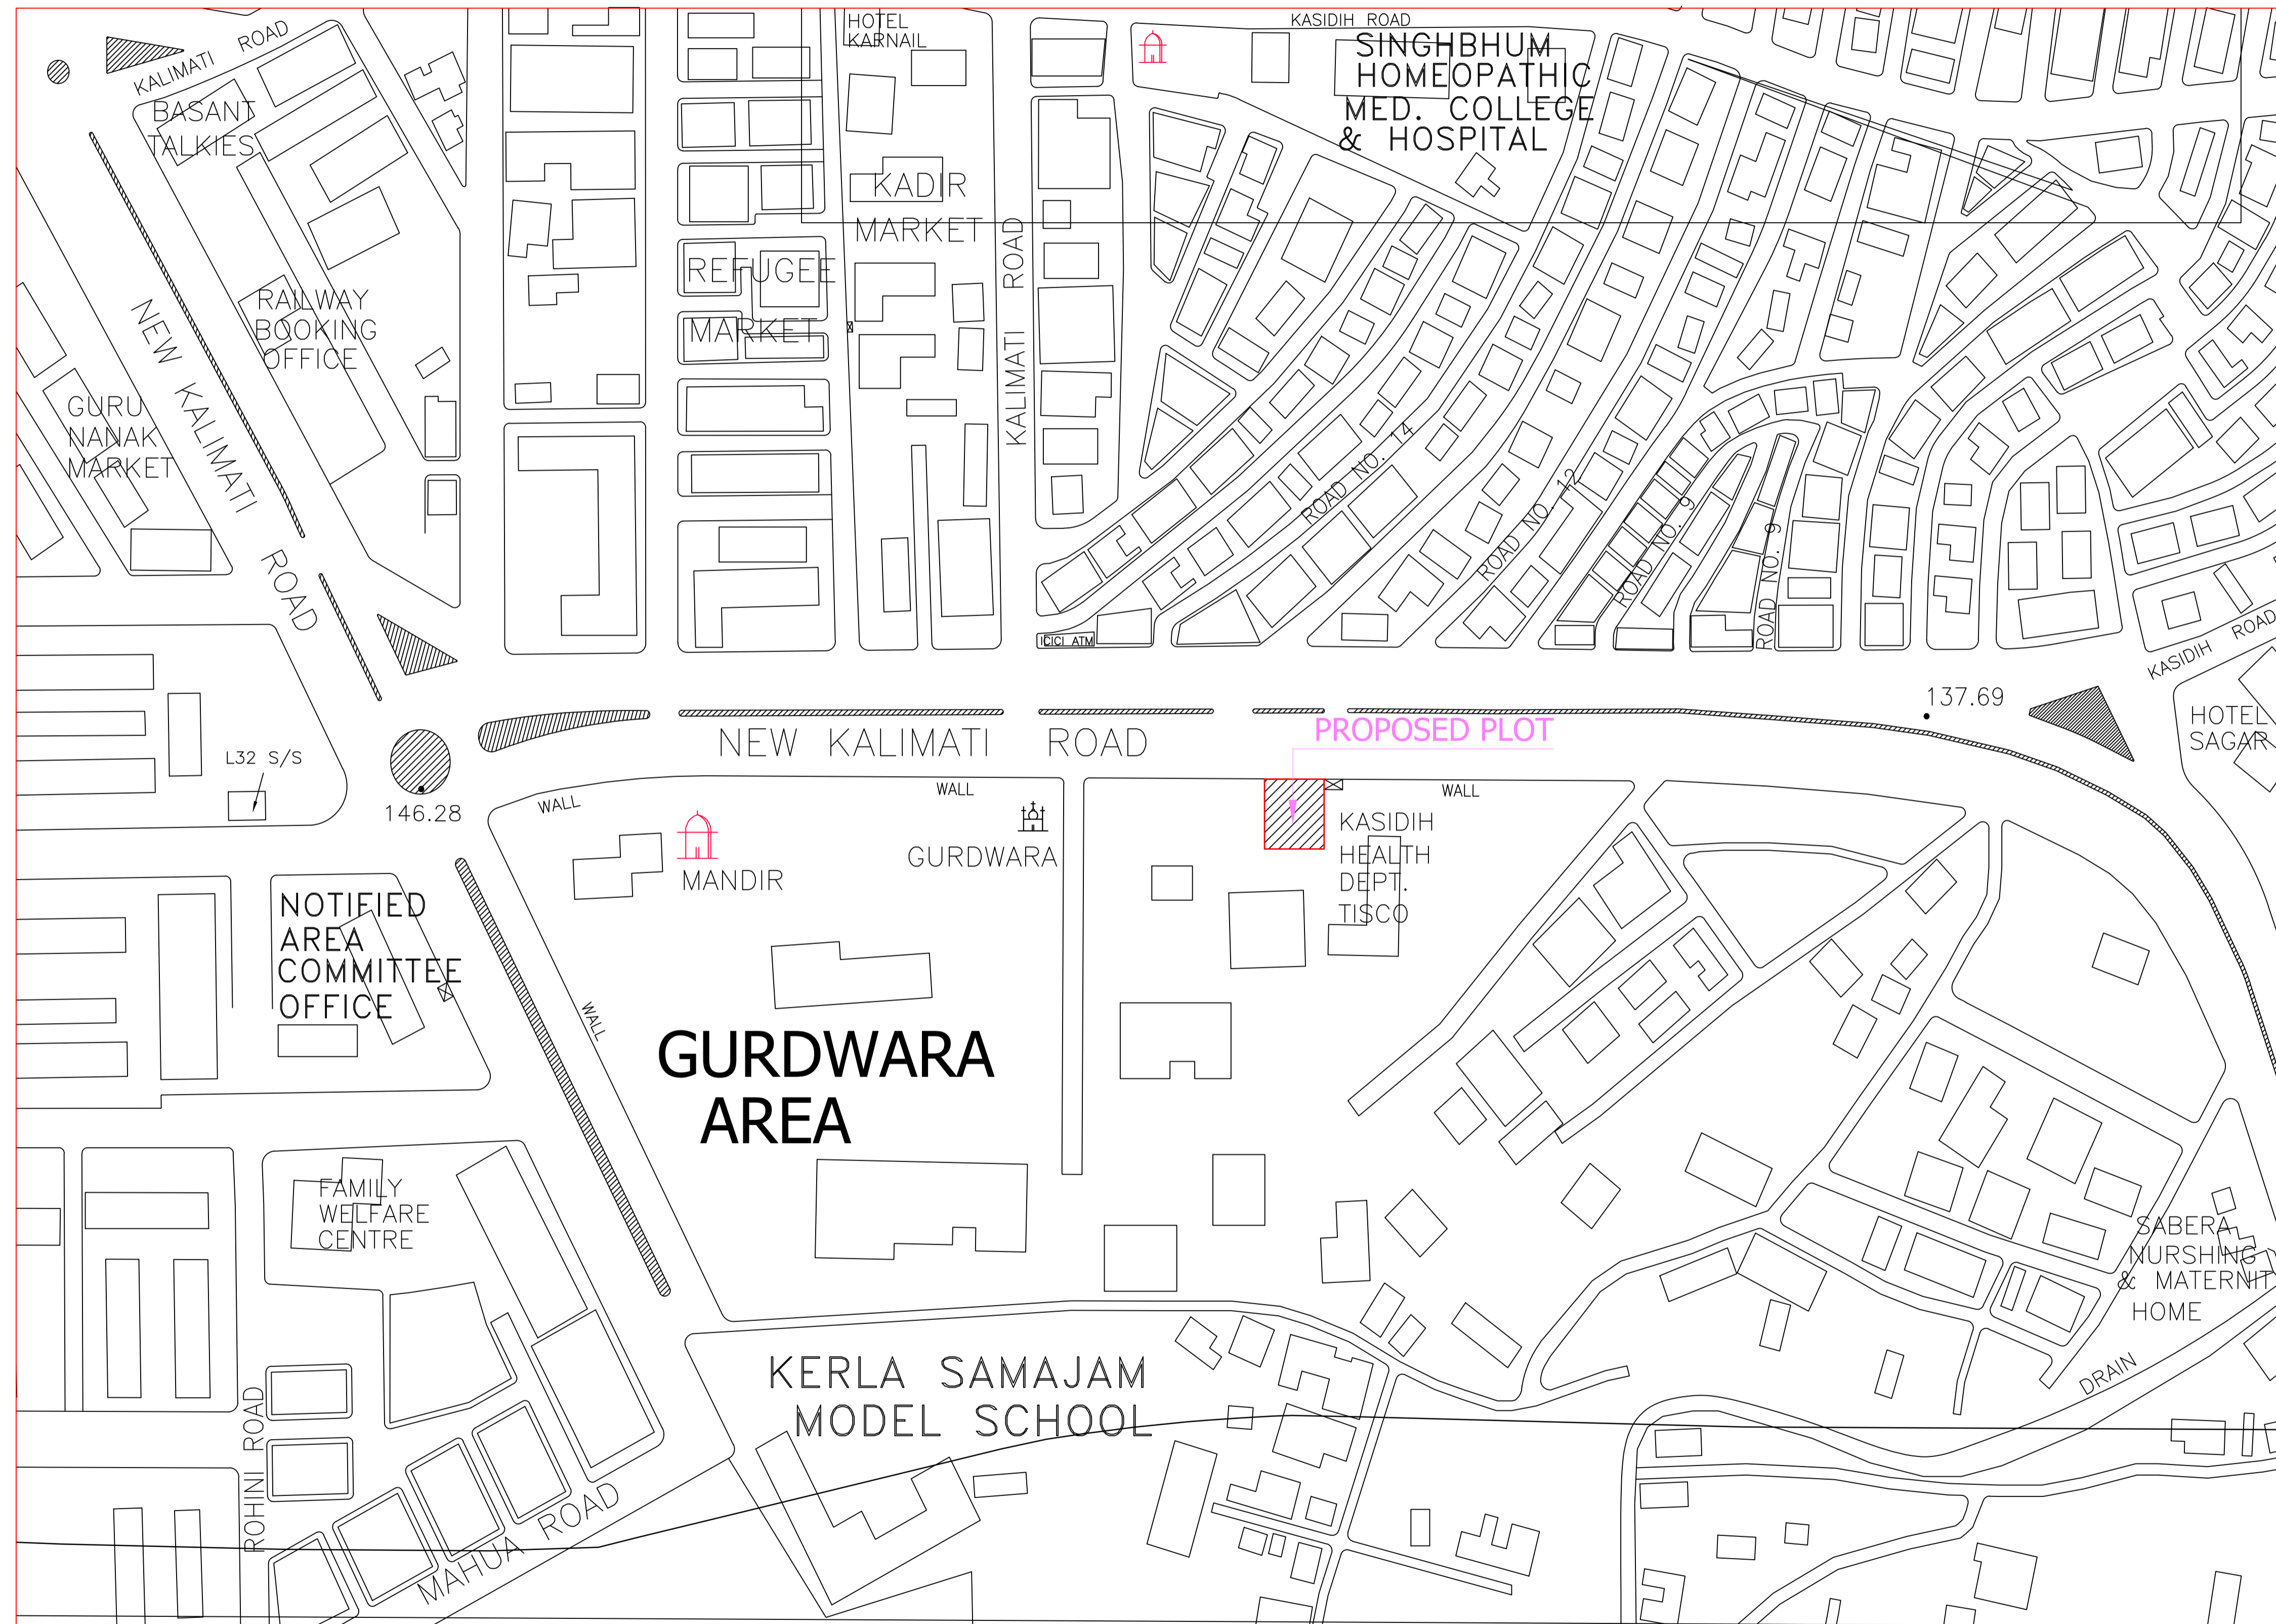 HOTEL
KARNAIL
KASIDIH ROAD
SINGHBHUM
HOMEOPATHIC
MED. COLLEGE
& HOSPITAL
KALIMATI ROAD
BASANT
TALKIES
KADIR
MARKET
REFUGEE
MARKET
KALIMATI ROAD
RAILWAY
BOOKING
OFFICE
NEW KALIMATI ROAD
GURU
NANAK
MARKET
ROAD NO. 14
ROAD NO. 12
ROAD NO. 9
ROAD NO. 9
ICICI ATM
KASIDIH ROAD
137.69
HOTEL
SAGAR
PROPOSED PLOT
NEW KALIMATI ROAD
L32 S/S
146.28
WALL
WALL
WALL
GURDWARA
MANDIR
KASIDIH
HEALTH
DEPT.
TISCO
NOTIFIED
AREA
COMMITTEE
OFFICE
WALL
GURDWARA
AREA
FAMILY
WELFARE
CENTRE
SABERA
NURSHING
& MATERNIT
HOME
DRAIN
KERLA SAMAJAM
MODEL SCHOOL
ROHINI ROAD
MAHUA ROAD